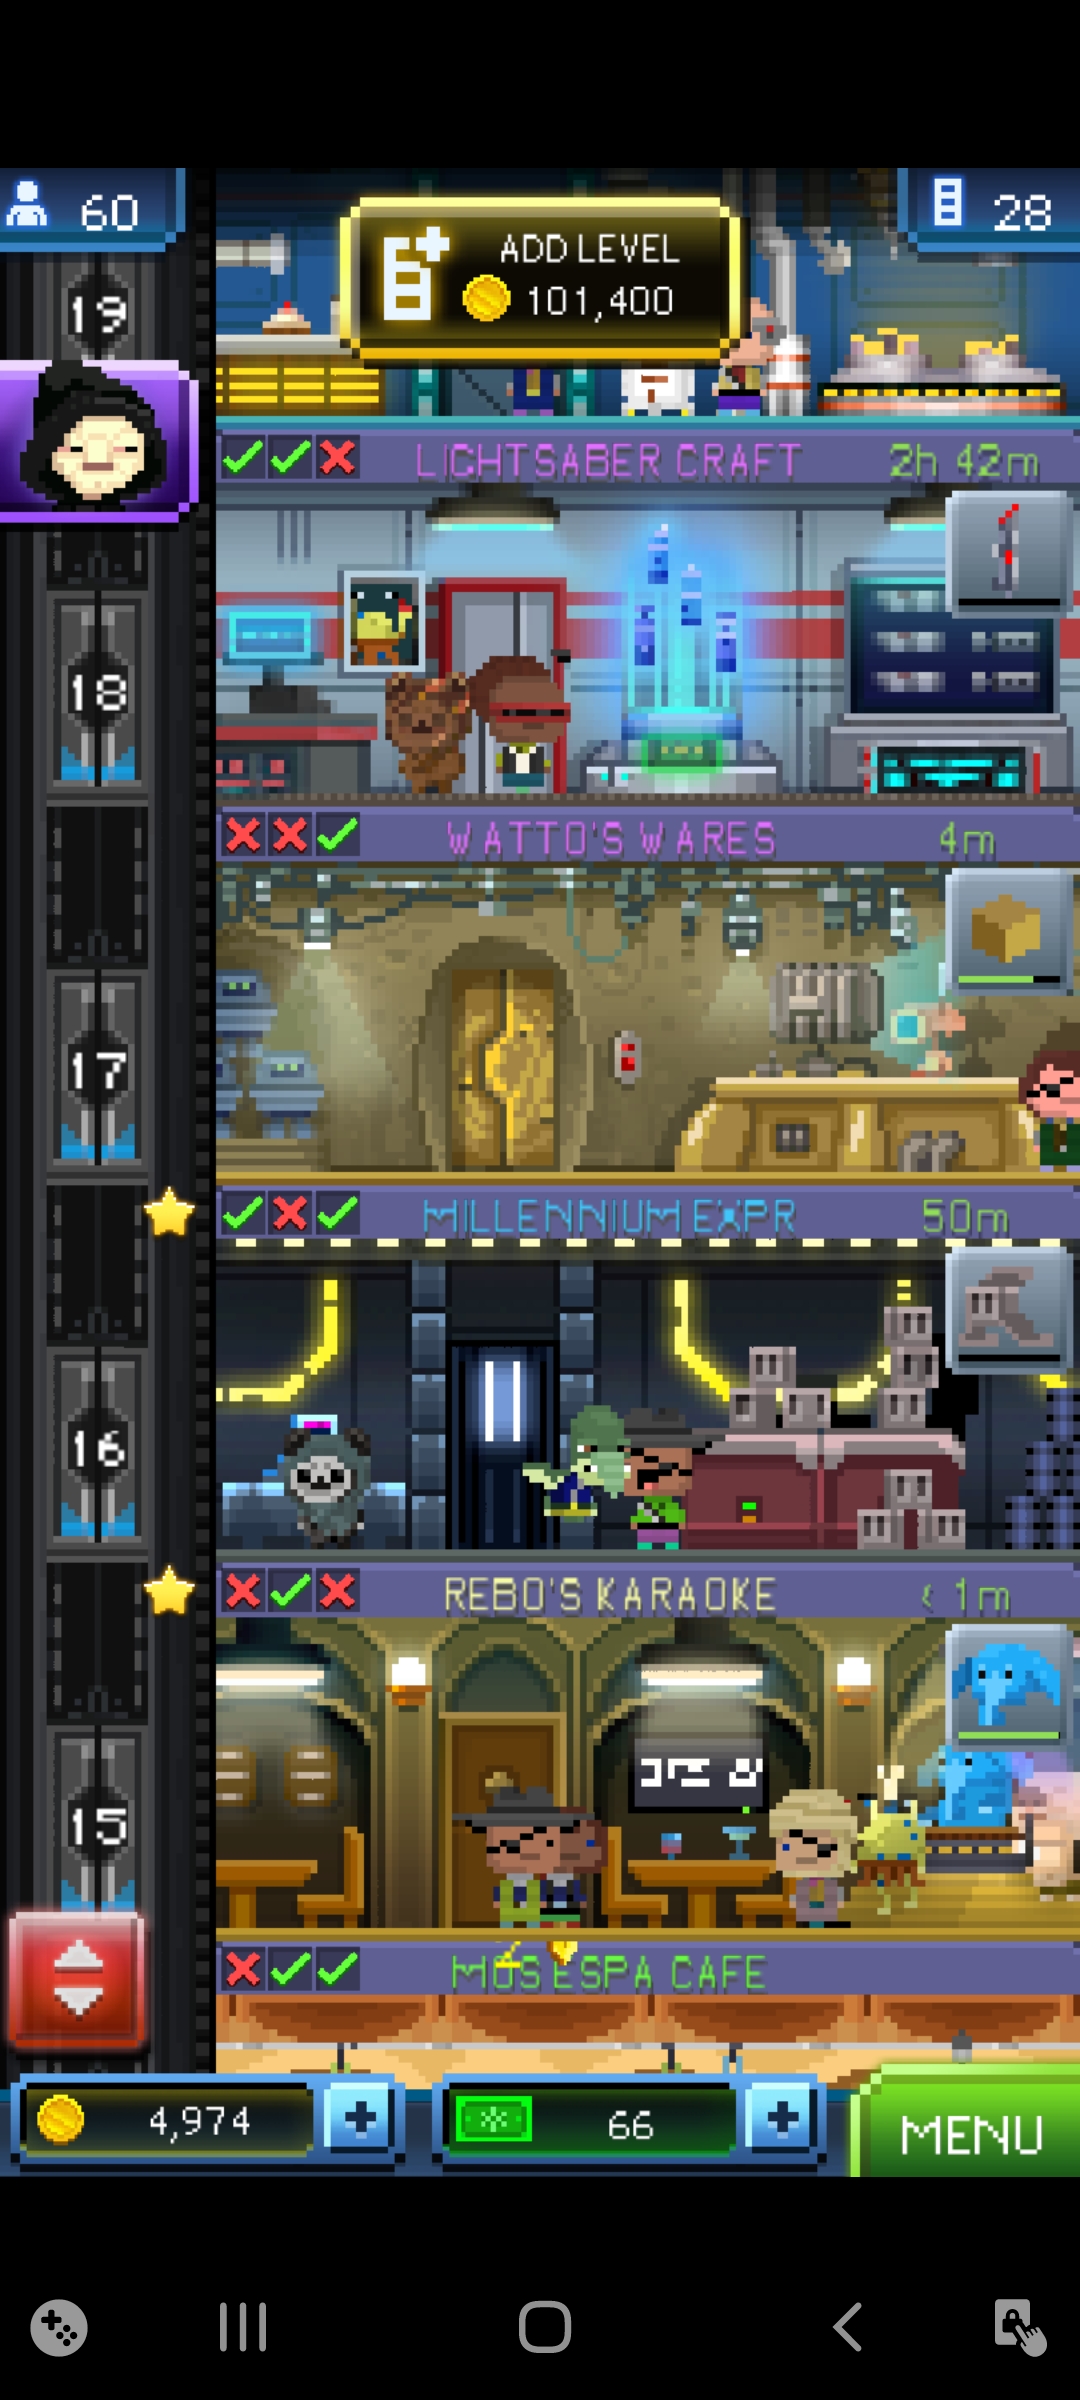 60
28
ADD LEVEL
101,400
19
LIGHTSABER CRAFT 2h 42m
18
WATTO'S WARES 4m
17
MILLENNIUM EXPR 50m
16
REBO'S KARAOKE < 1m
15
MOS ESPA CAFE
4,974
66
MENU